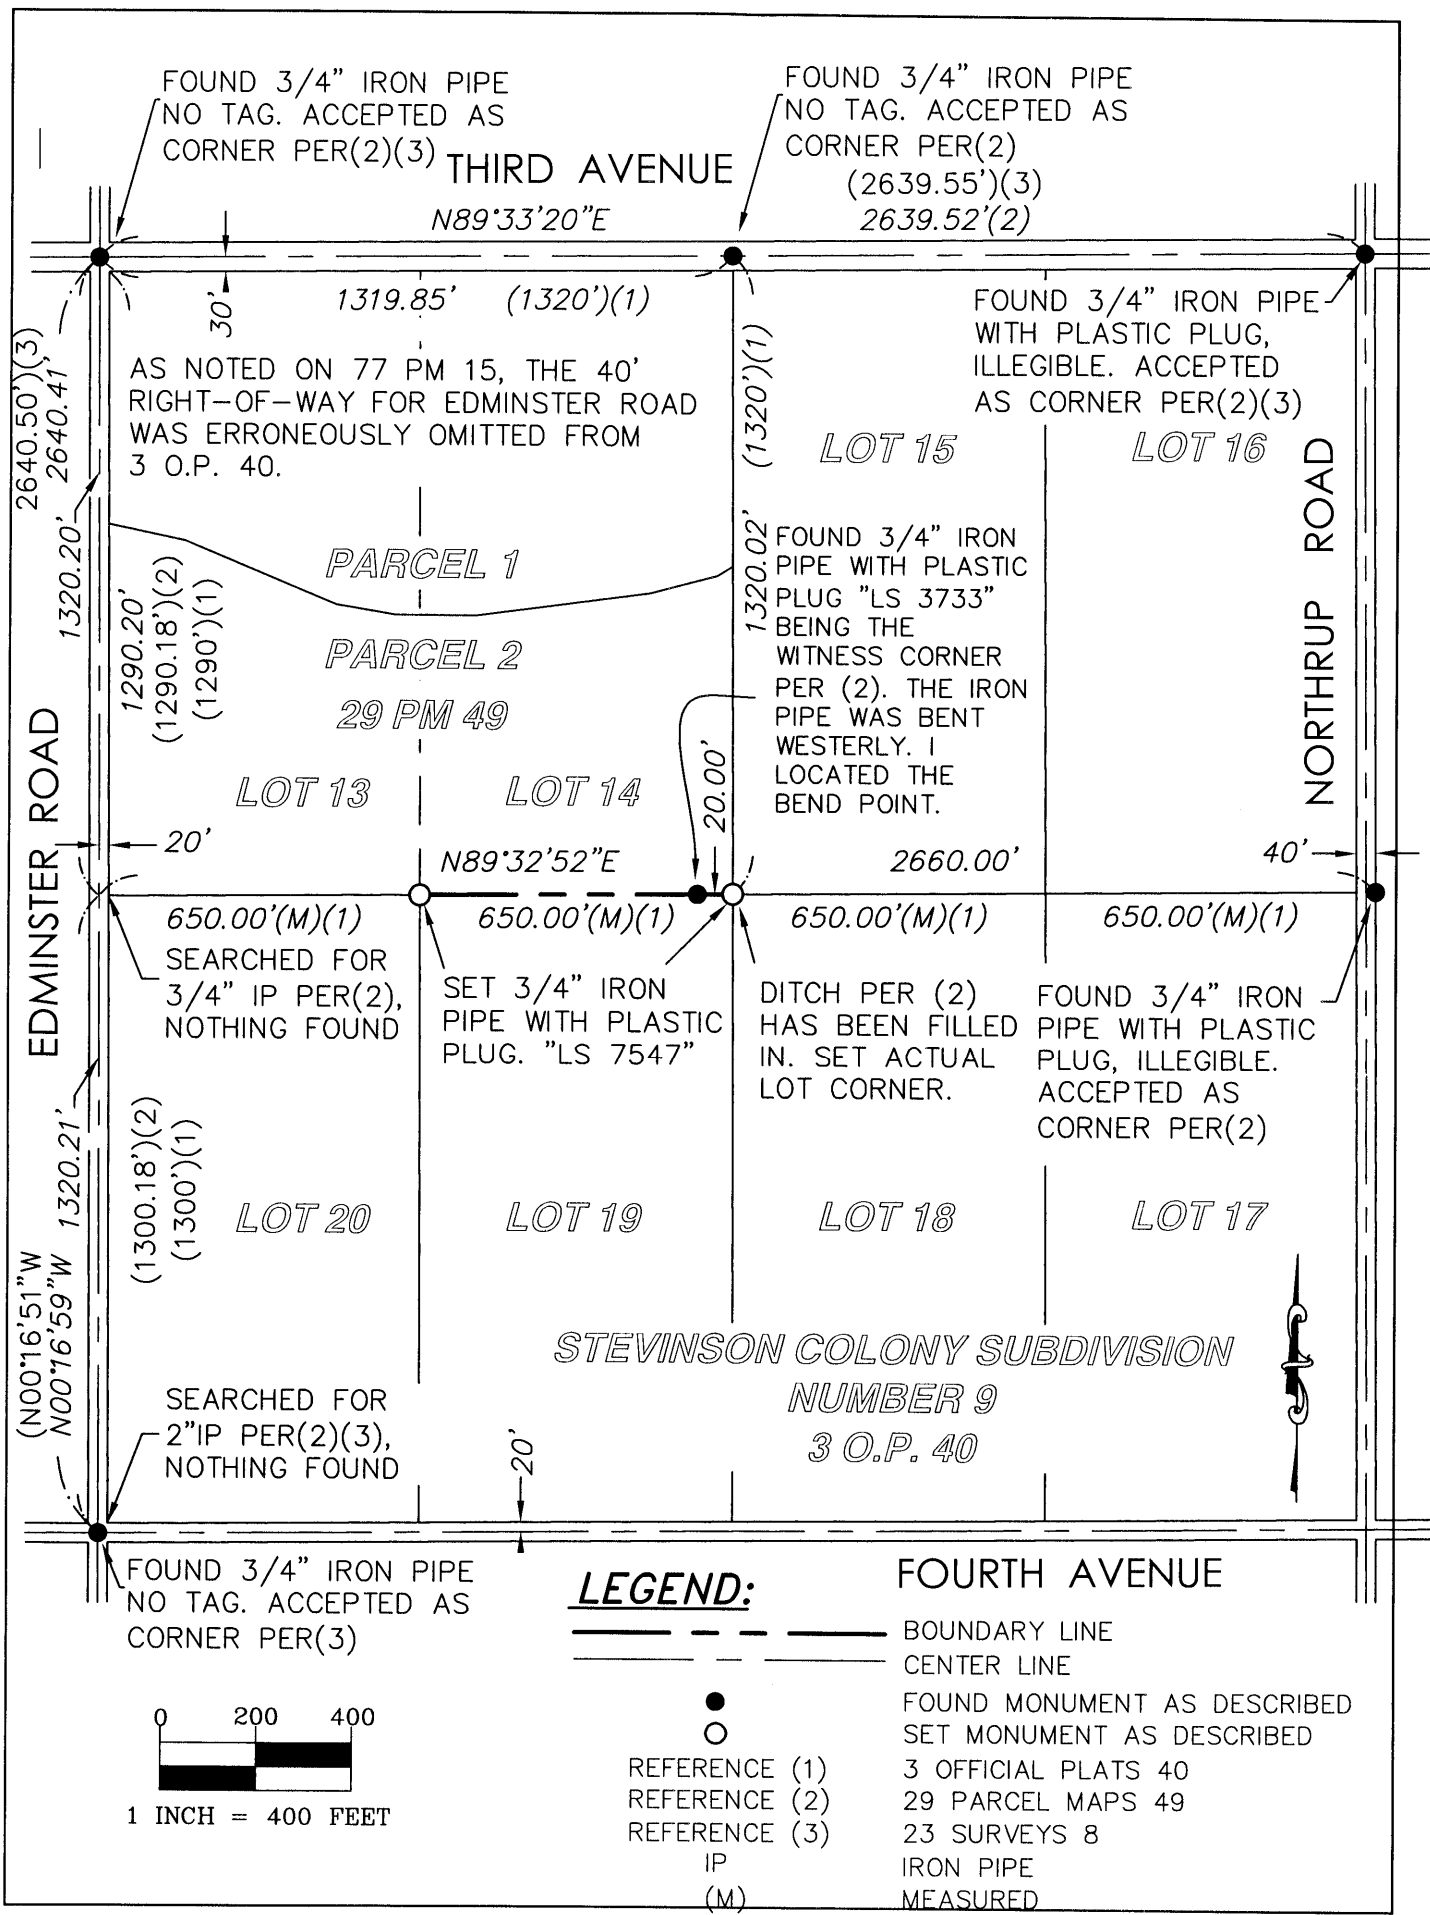 FOUND 3/4" IRON PIPE
NO TAG. ACCEPTED AS
CORNER PER(2)(3)
FOUND 3/4" IRON PIPE
NO TAG. ACCEPTED AS
CORNER PER(2)
THIRD AVENUE
(2639.55')(3)
N89°33'20"E
2639.52'(2)
30'
1319.85' (1320')(1)
FOUND 3/4" IRON PIPE
WITH PLASTIC PLUG,
ILLEGIBLE. ACCEPTED
AS CORNER PER(2)(3)
2640.50')(3)
2640.41'
1320.20'
AS NOTED ON 77 PM 15, THE 40'
RIGHT-OF-WAY FOR EDMINSTER ROAD
WAS ERRONEOUSLY OMITTED FROM
3 O.P. 40.
(1320')(1)
1320.02'
LOT 15
LOT 16
NORTHRUP ROAD
PARCEL 1
PARCEL 2
29 PM 49
LOT 13
LOT 14
1290.20'
(1290.18')(2)
(1290')(1)
FOUND 3/4" IRON
PIPE WITH PLASTIC
PLUG "LS 3733"
BEING THE
WITNESS CORNER
PER (2). THE IRON
PIPE WAS BENT
WESTERLY. I
LOCATED THE
BEND POINT.
EDMINSTER ROAD
20'
20.00'
N89°32'52"E
2660.00'
40'
650.00'(M)(1)
650.00'(M)(1)
650.00'(M)(1)
650.00'(M)(1)
SEARCHED FOR
3/4" IP PER(2),
NOTHING FOUND
SET 3/4" IRON
PIPE WITH PLASTIC
PLUG. "LS 7547"
DITCH PER (2)
HAS BEEN FILLED
IN. SET ACTUAL
LOT CORNER.
FOUND 3/4" IRON
PIPE WITH PLASTIC
PLUG, ILLEGIBLE.
ACCEPTED AS
CORNER PER(2)
1320.21'
(1300.18')(2)
(1300')(1)
LOT 20
LOT 19
LOT 18
LOT 17
(N00°16'51"W
N00°16'59"W
STEVINSON COLONY SUBDIVISION
NUMBER 9
3 O.P. 40
SEARCHED FOR
2"IP PER(2)(3),
NOTHING FOUND
20'
FOUND 3/4" IRON PIPE
NO TAG. ACCEPTED AS
CORNER PER(3)
FOURTH AVENUE
LEGEND:
BOUNDARY LINE
CENTER LINE
FOUND MONUMENT AS DESCRIBED
SET MONUMENT AS DESCRIBED
REFERENCE (1) 3 OFFICIAL PLATS 40
REFERENCE (2) 29 PARCEL MAPS 49
REFERENCE (3) 23 SURVEYS 8
IP IRON PIPE
(M) MEASURED
0 200 400
1 INCH = 400 FEET